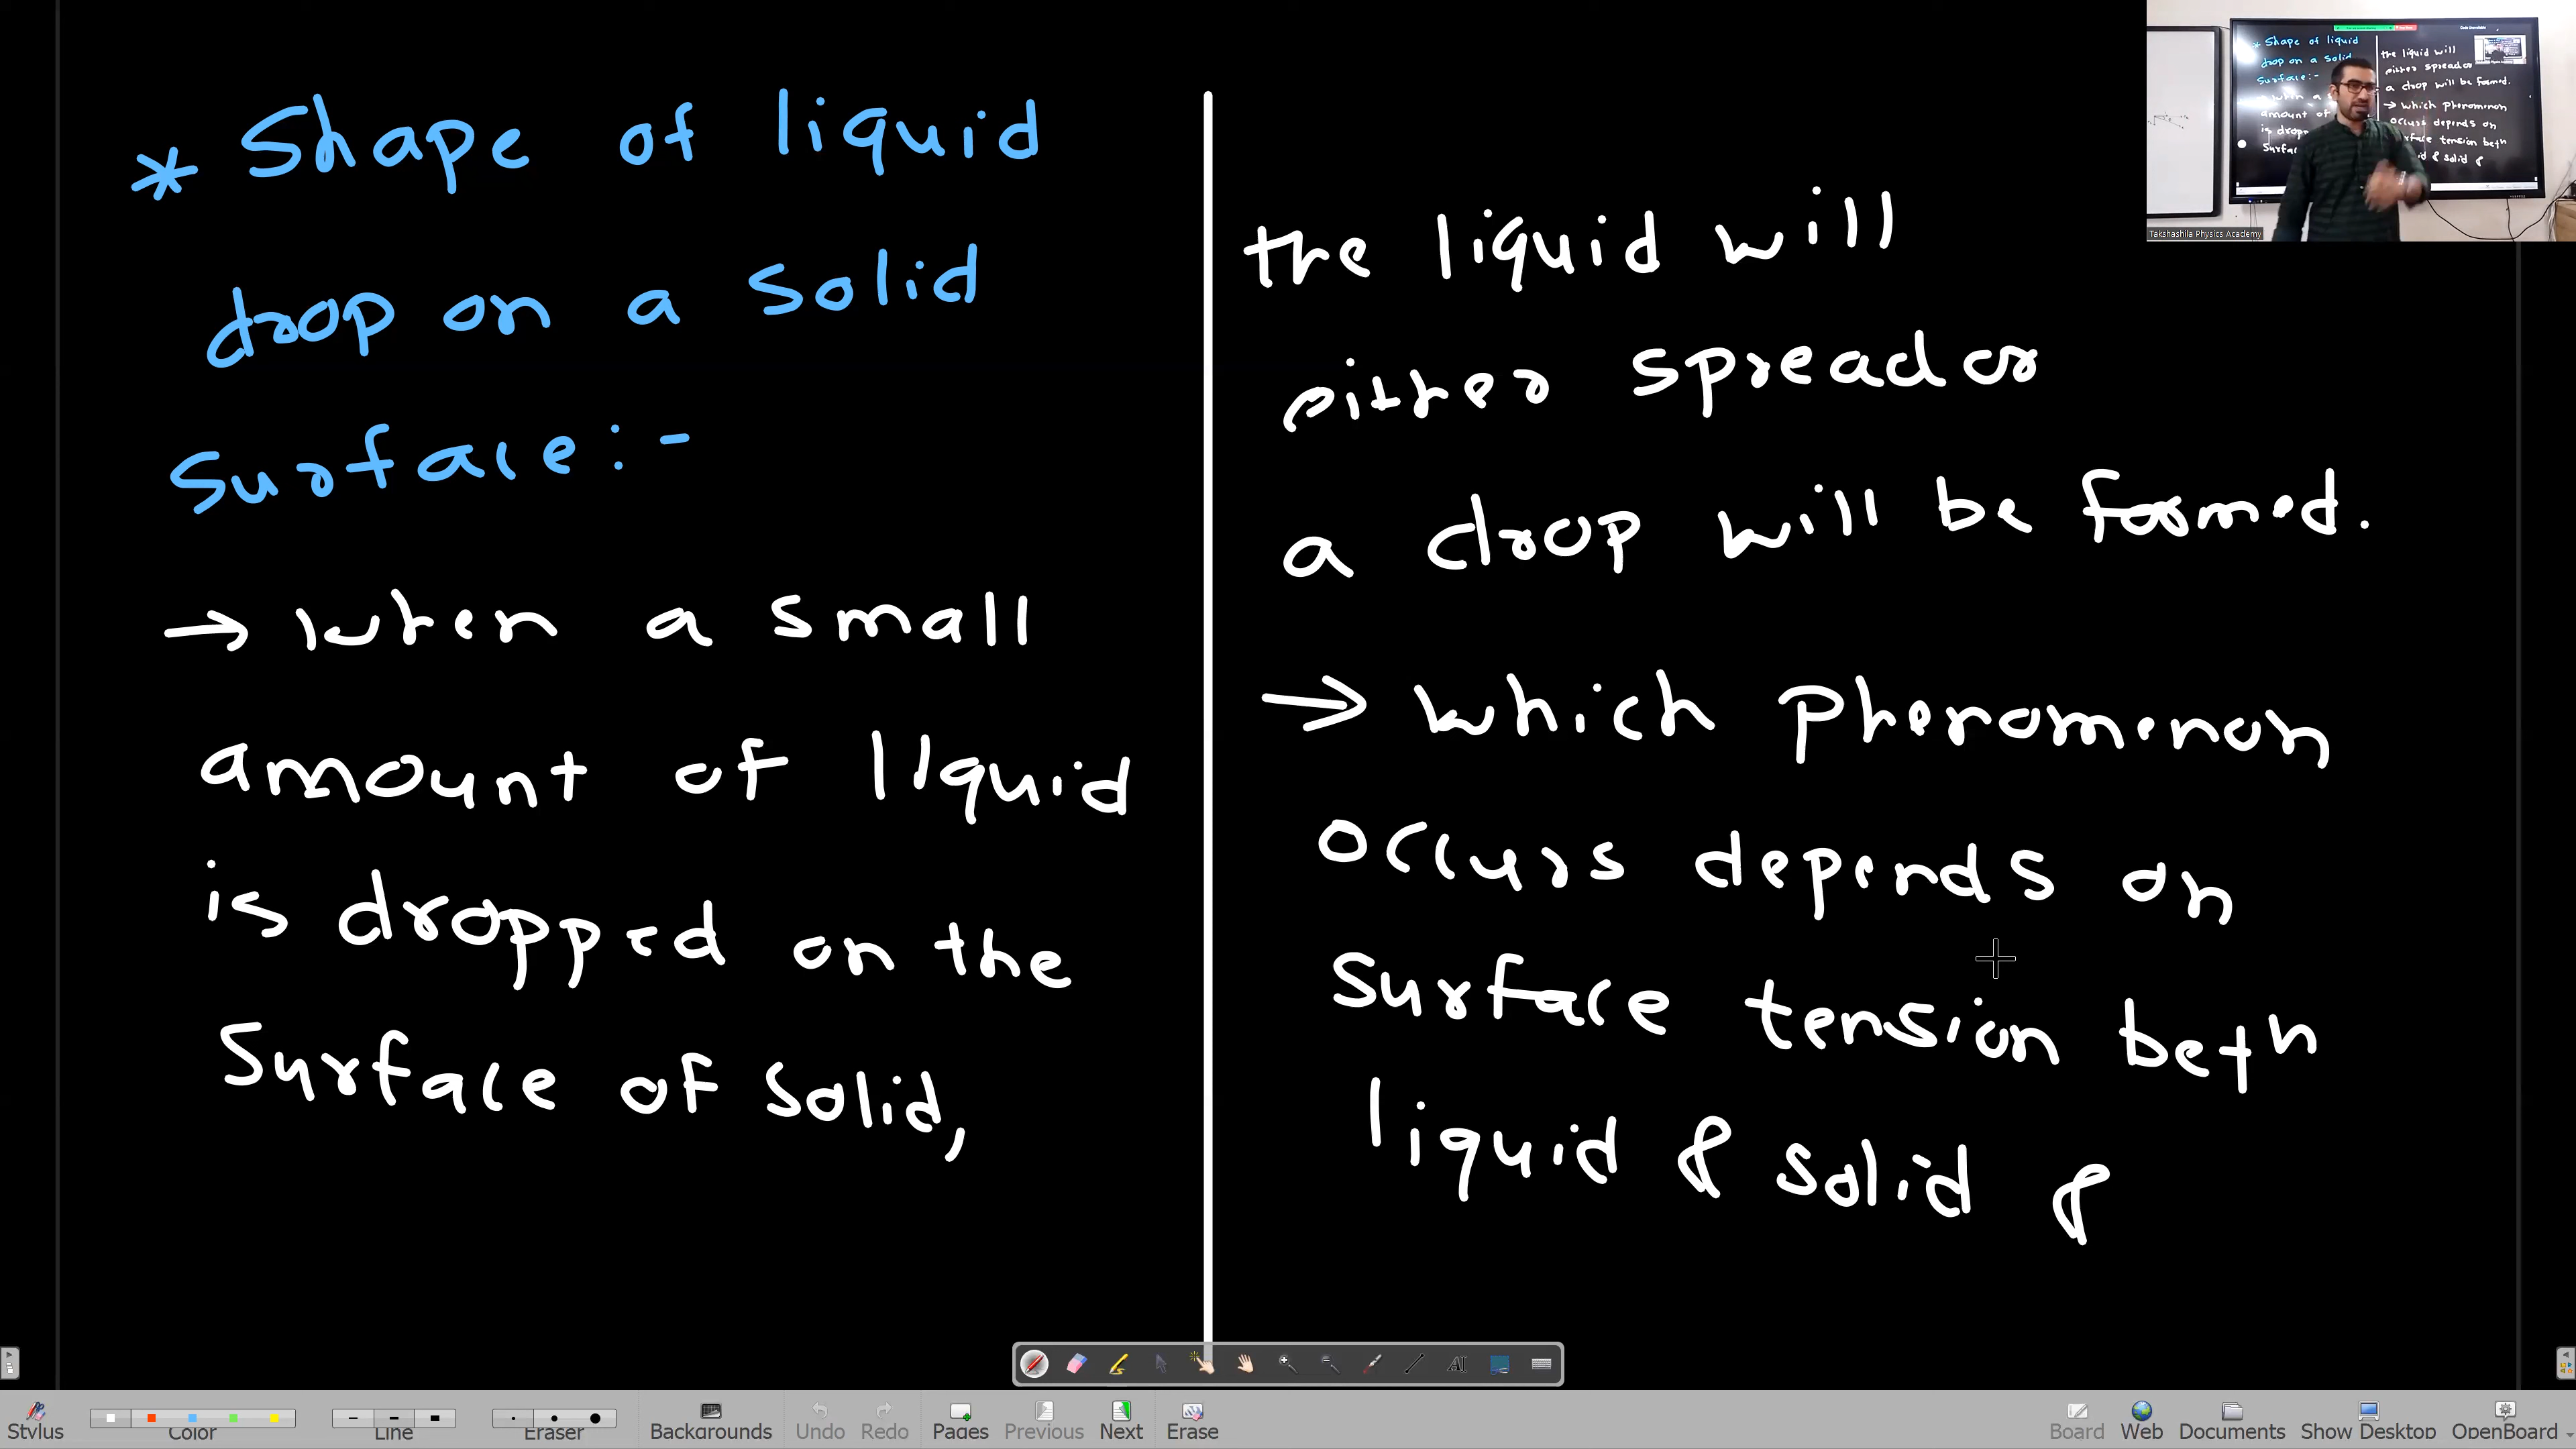 * Shape of liquid
drop on a solid
Surface:-
→ when a small
amount of liquid
is dropped on the
Surface of solid,
the liquid will
either spread or
a drop will be formed.
→ which phenomenon
occurs depends on
surface tension betn
liquid & solid &
Takshashila Physics Academy
Stylus
Color
Line
Eraser
Backgrounds
Undo
Redo
Pages
Previous
Next
Erase
Board
Web
Documents
Show Desktop
OpenBoard